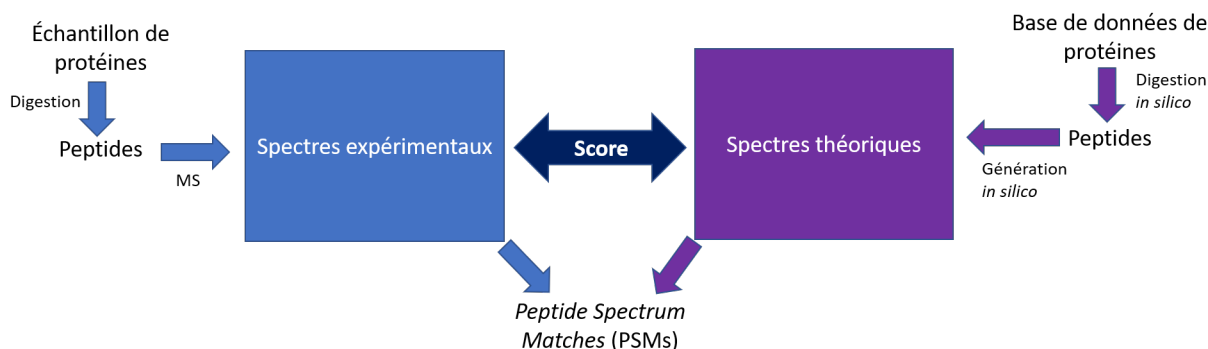 Échantillon de
protéines
Digestion
Peptides
MS
Spectres expérimentaux
Score
Spectres théoriques
Base de données de
protéines
Digestion
in silico
Peptides
Génération
in silico
Peptide Spectrum
Matches (PSMs)